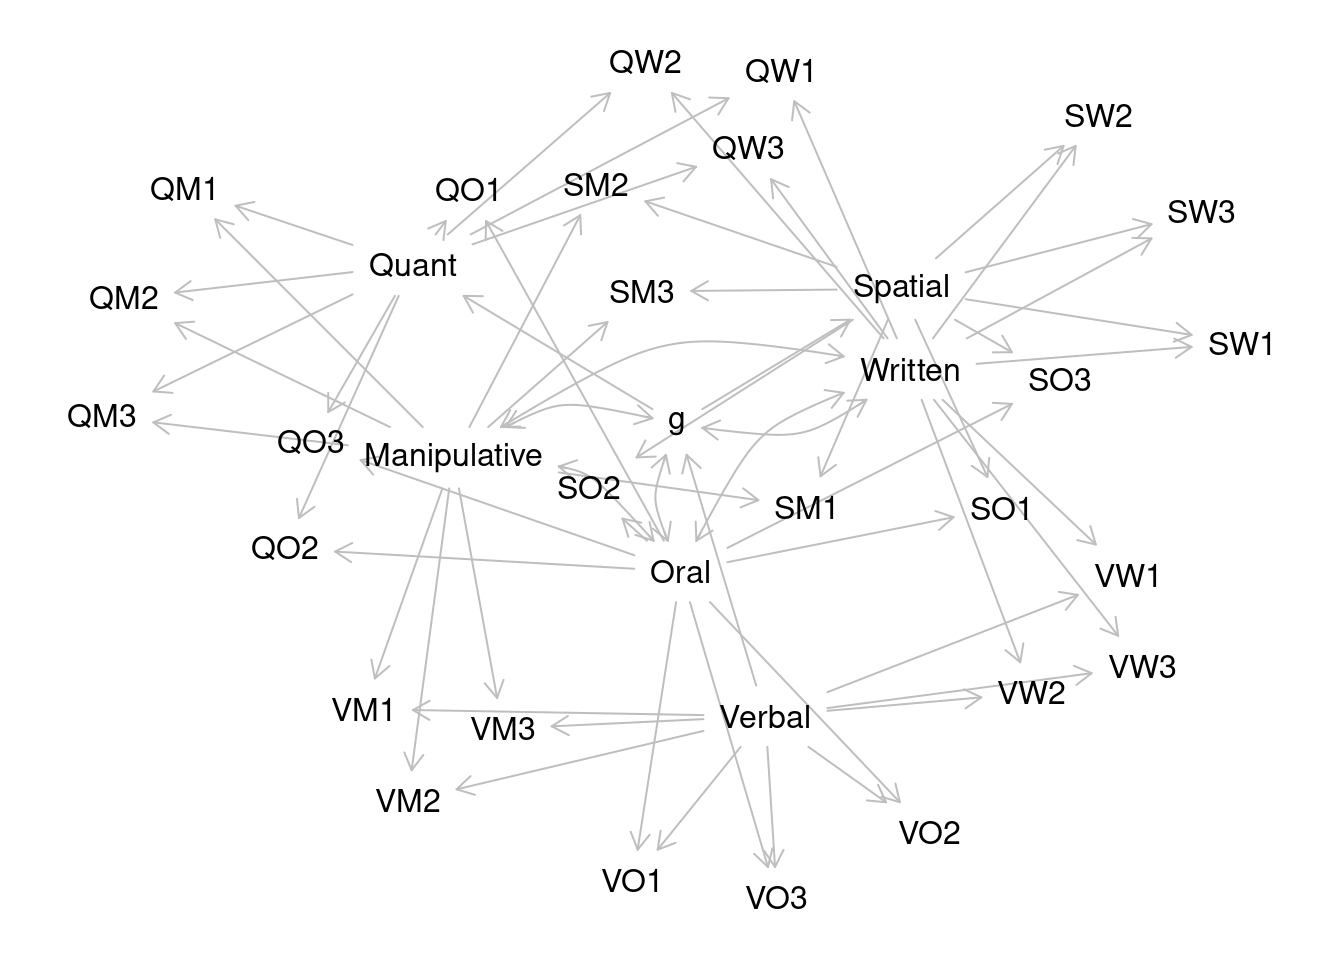 QW2
QW1
SW2
QW3
QM1
QO1
SM2
SW3
Quant
Spatial
QM2
SM3
SW1
Written
SO3
QM3
g
QO3
Manipulative
SO2
SM1
SO1
QO2
Oral
VW1
VW3
VW2
VM1
VM3
Verbal
VM2
VO2
VO1
VO3